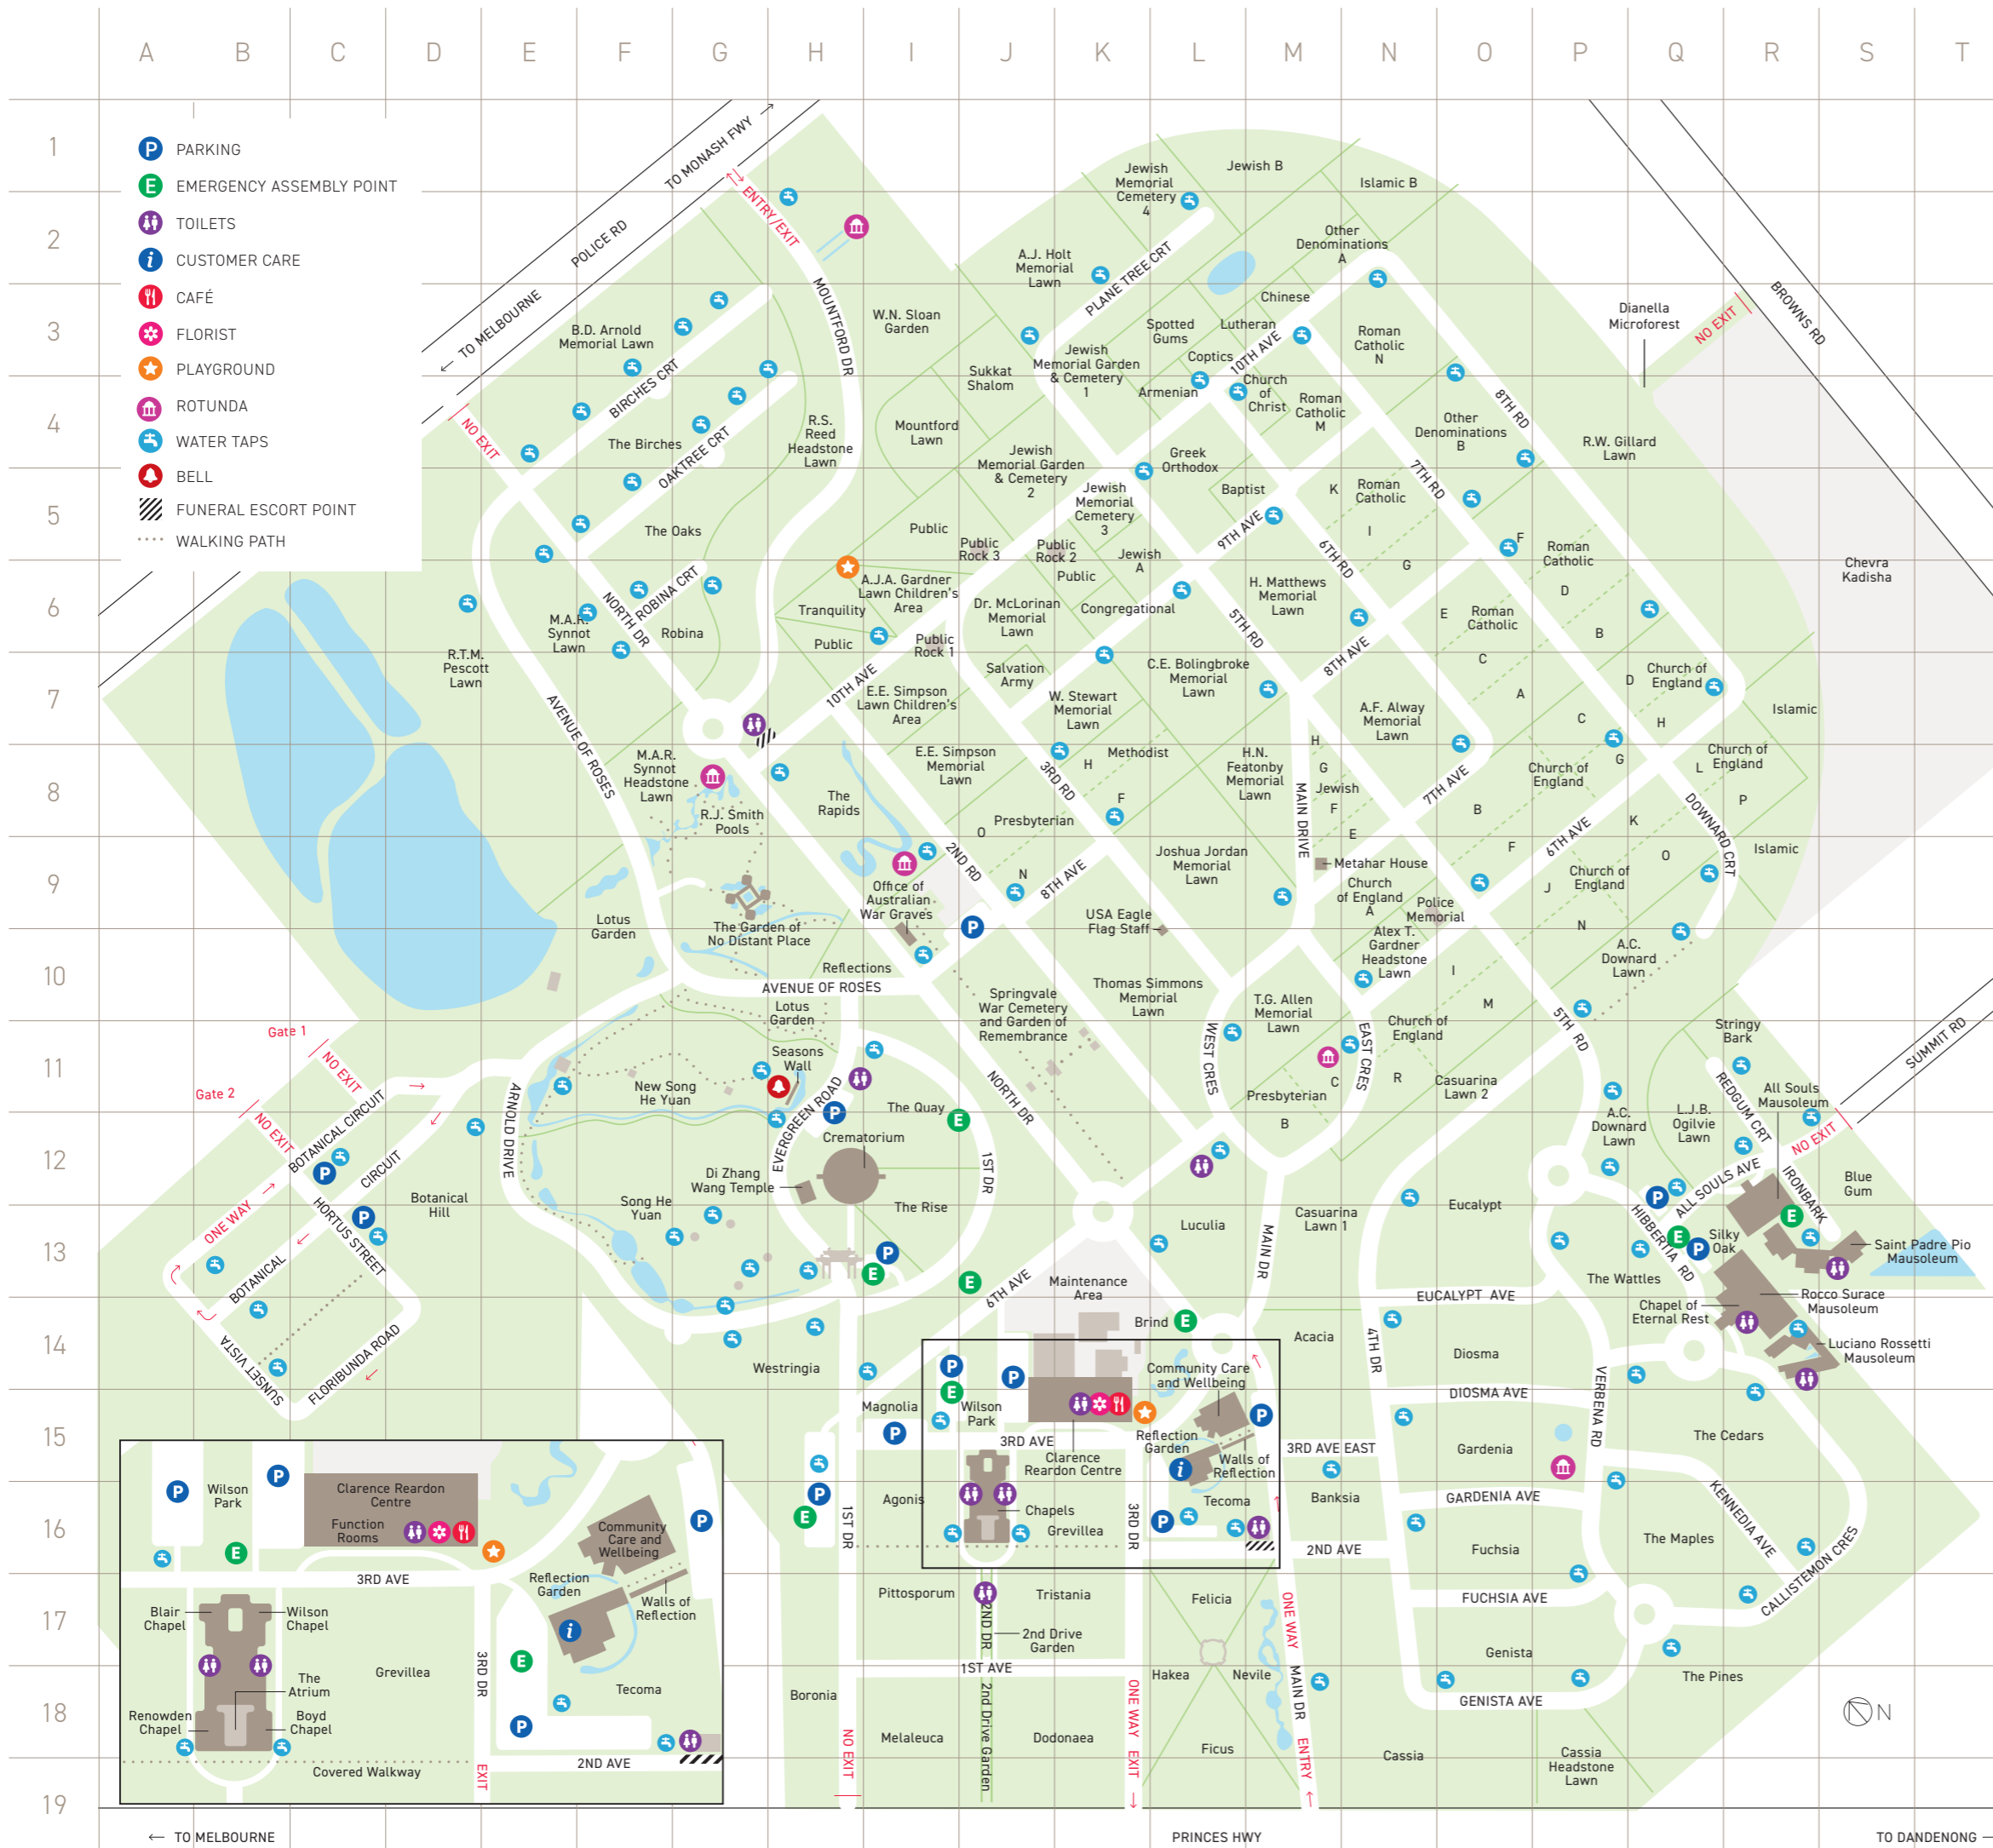 A B C D E F G H I J K L M N O P Q R S T
1
2
3
4
5
6
7
8
9
10
11
12
13
14
15
16
17
18
19
PARKING
EMERGENCY ASSEMBLY POINT
TOILETS
CUSTOMER CARE
CAFÉ
FLORIST
PLAYGROUND
ROTUNDA
WATER TAPS
BELL
FUNERAL ESCORT POINT
WALKING PATH
TO MONASH FWY
POLICE RD
← TO MELBOURNE
ENTRY/EXIT
MOUNTFORD DR
NO EXIT
B.D. Arnold
Memorial Lawn
BIRCHES CRT
The Birches
OAKTREE CRT
The Oaks
ROBINA CRT
Robina
NORTH DR
M.A.R.
Synnot
Lawn
R.T.M.
Pescott
Lawn
AVENUE OF ROSES
M.A.R.
Synnot
Headstone
Lawn
R.S.
Reed
Headstone
Lawn
W.N. Sloan
Garden
Sukkat
Shalom
Mountford
Lawn
A.J. Holt
Memorial
Lawn
PLANE TREE CRT
Jewish
Memorial
Cemetery
4
Jewish B
Islamic B
Other
Denominations
A
Chinese
Lutheran
Spotted
Gums
Coptics
10TH AVE
Armenian
Church
of
Christ
Roman
Catholic
N
Roman
Catholic
M
Jewish
Memorial Garden
& Cemetery
1
Jewish
Memorial Garden
& Cemetery
2
Jewish
Memorial
Cemetery
3
Greek
Orthodox
Baptist
9TH AVE
K
Roman
Catholic
I
G
7TH RD
8TH RD
6TH RD
Other
Denominations
B
Dianella
Microforest
NO EXIT
BROWNS RD
R.W. Gillard
Lawn
Chevra
Kadisha
Public
Public
Rock 3
Public
Rock 2
Public
Jewish
A
Congregational
A.J.A. Gardner
Lawn Children's
Area
Tranquility
Public
Public
Rock 1
Dr. McLorinan
Memorial
Lawn
Salvation
Army
10TH AVE
E.E. Simpson
Lawn Children's
Area
E.E. Simpson
Memorial
Lawn
W. Stewart
Memorial
Lawn
C.E. Bolingbroke
Memorial
Lawn
5TH RD
H. Matthews
Memorial
Lawn
8TH AVE
F
Roman
Catholic
D
B
E
Roman
Catholic
C
A
A.F. Alway
Memorial
Lawn
D
Church of
England
H
C
G
Islamic
Church of
England
L
P
Church of
England
Methodist
H
F
3RD RD
H.N.
Featonby
Memorial
Lawn
H
G
Jewish
F
E
MAIN DRIVE
7TH AVE
B
F
6TH AVE
K
O
DOWNARD CRT
Islamic
The
Rapids
R.J. Smith
Pools
Presbyterian
O
N
2ND RD
8TH AVE
Joshua Jordan
Memorial
Lawn
Metahar House
Church
of England
A
Police
Memorial
J
Church of
England
N
Office of
Australian
War Graves
The Garden of
No Distant Place
Lotus
Garden
USA Eagle
Flag Staff
Alex T.
Gardner
Headstone
Lawn
I
M
A.C.
Downard
Lawn
Reflections
AVENUE OF ROSES
Lotus
Garden
Springvale
War Cemetery
and Garden of
Remembrance
Thomas Simmons
Memorial
Lawn
T.G. Allen
Memorial
Lawn
WEST CRES
EAST CRES
Church of
England
R
C
Presbyterian
B
Casuarina
Lawn 2
5TH RD
Stringy
Bark
SUMMIT RD
REDGUM CRT
All Souls
Mausoleum
NO EXIT
A.C.
Downard
Lawn
L.J.B.
Ogilvie
Lawn
ALL SOULS AVE
IRONBARK
Blue
Gum
Gate 1
NO EXIT
Gate 2
NO EXIT
BOTANICAL CIRCUIT
CIRCUIT
BOTANICAL
ONE WAY
HORTUS STREET
Botanical
Hill
SUNSET VISTA
FLORIBUNDA ROAD
ARNOLD DRIVE
New Song
He Yuan
Seasons
Wall
EVERGREEN ROAD
The Quay
Crematorium
Di Zhang
Wang Temple
Song He
Yuan
The Rise
1ST DR
NORTH DR
6TH AVE
Maintenance
Area
Luculia
MAIN DR
Casuarina
Lawn 1
Eucalypt
HIBBERTIA RD
Silky
Oak
The Wattles
Saint Padre Pio
Mausoleum
Rocco Surace
Mausoleum
Chapel of
Eternal Rest
Luciano Rossetti
Mausoleum
EUCALYPT AVE
Brind
Acacia
4TH DR
Diosma
DIOSMA AVE
VERBENA RD
The Cedars
Westringia
Magnolia
Wilson
Park
3RD AVE
Clarence
Reardon Centre
Community Care
and Wellbeing
Reflection
Garden
Walls of
Reflection
3RD AVE EAST
Gardenia
GARDENIA AVE
KENNEDIA AVE
The Maples
CALLISTEMON CRES
Agonis
1ST DR
Chapels
Grevillea
3RD DR
Tecoma
Banksia
2ND AVE
Fuchsia
FUCHSIA AVE
Pittosporum
2ND DR
Tristania
2nd Drive
Garden
Felicia
ONE WAY
Genista
GENISTA AVE
The Pines
1ST AVE
Boronia
Hakea
Nevile
MAIN DR
Melaleuca
2nd Drive Garden
Dodonaea
Ficus
Cassia
Cassia
Headstone
Lawn
NO EXIT
ONE WAY EXIT
ENTRY
N
Wilson
Park
Clarence Reardon
Centre
Function
Rooms
Community
Care and
Wellbeing
3RD AVE
Reflection
Garden
Walls of
Reflection
Blair
Chapel
Wilson
Chapel
The
Atrium
Renowden
Chapel
Boyd
Chapel
Grevillea
3RD DR
Tecoma
EXIT
2ND AVE
Covered Walkway
← TO MELBOURNE
PRINCES HWY
TO DANDENONG